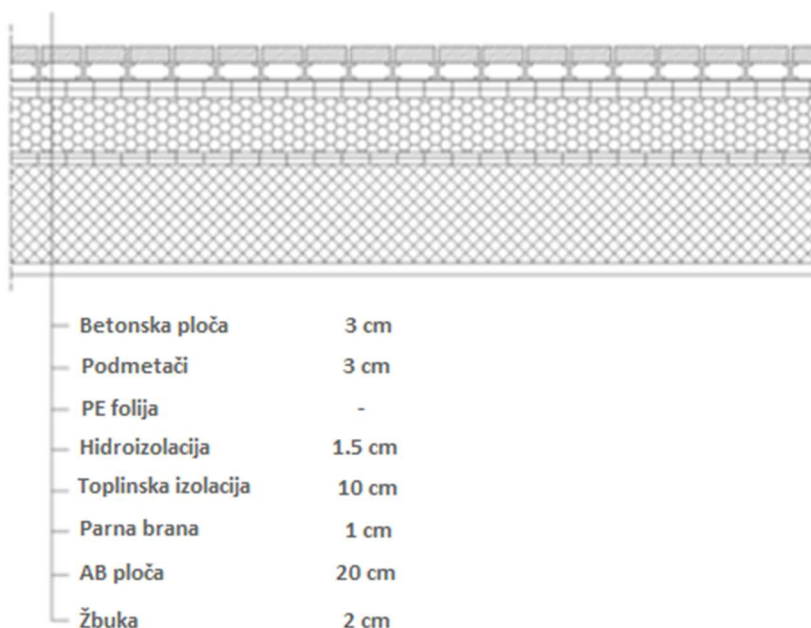 Betonska ploča 3 cm
Podmetači 3 cm
PE folija -
Hidroizolacija 1.5 cm
Toplinska izolacija 10 cm
Parna brana 1 cm
AB ploča 20 cm
Žbuka 2 cm